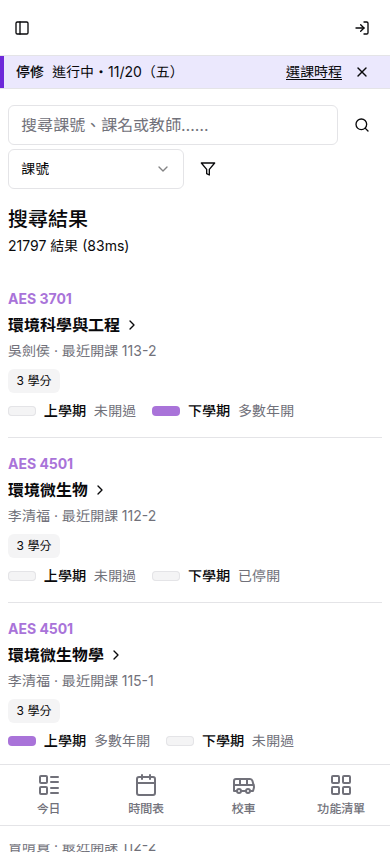 停修 進行中・11/20（五） 選課時程
搜尋課號、課名或教師......
課號
搜尋結果
21797 結果 (83ms)
AES 3701
環境科學與工程
吳劍侯 · 最近開課 113-2
3 學分
上學期 未開過 下學期 多數年開
AES 4501
環境微生物
李清福 · 最近開課 112-2
3 學分
上學期 未開過 下學期 已停開
AES 4501
環境微生物學
李清福 · 最近開課 115-1
3 學分
上學期 多數年開 下學期 未開過
今日 時間表 校車 功能清單
最近開課 112-2